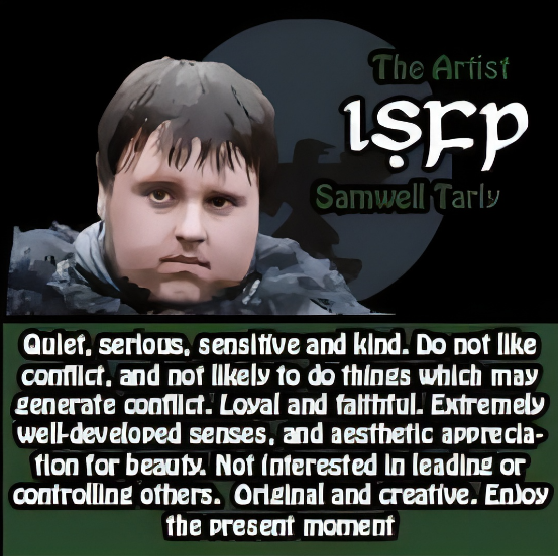 The Artist
ISFP
Samwell Tarly
Quiet, serious, sensitive and kind. Do not like
conflict, and not likely to do things which may
generate conflict. Loyal and faithful. Extremely
well-developed senses, and aesthetic apprecia-
tion for beauty. Not interested in leading or
controlling others. Original and creative. Enjoy
the present moment